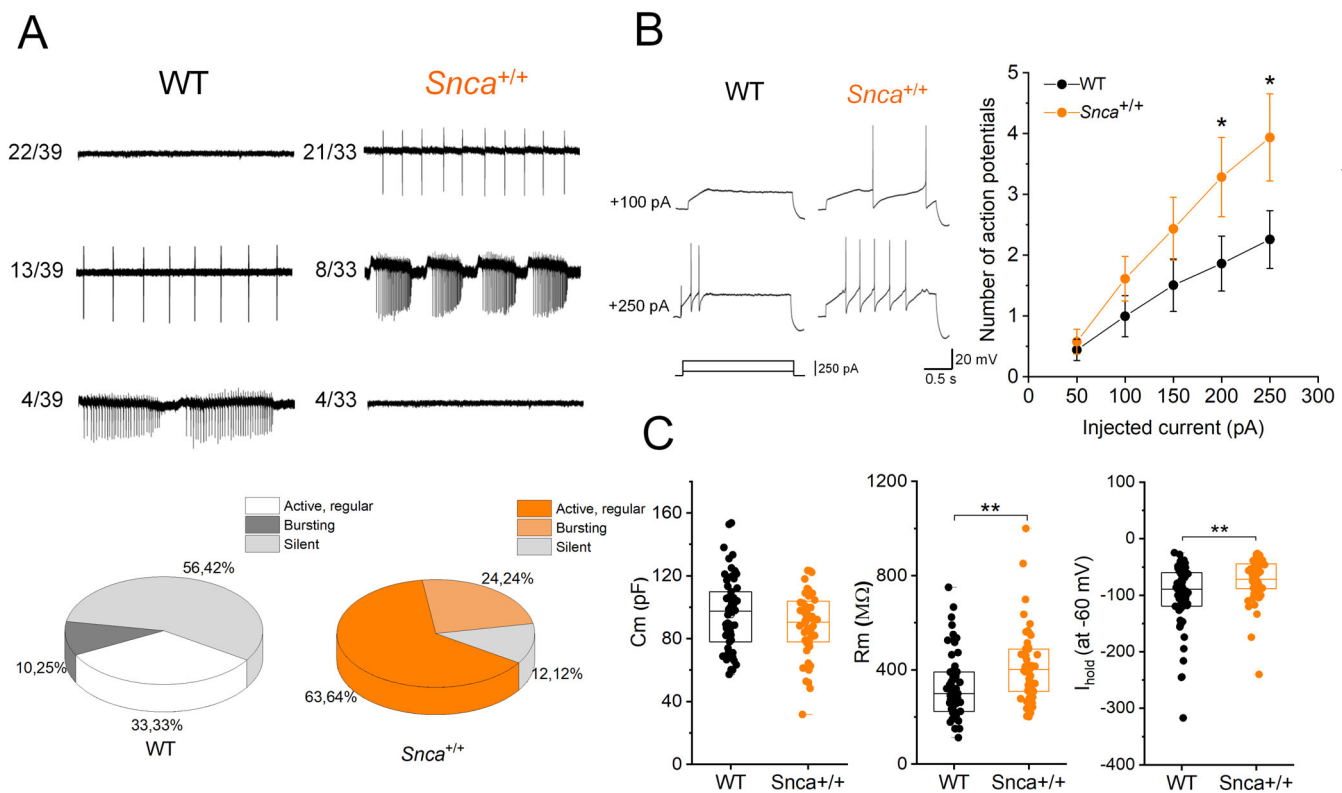 A
WT
Snca+/+
22/39
21/33
13/39
8/33
4/39
4/33
Active, regular
Bursting
Silent
56,42%
10,25%
33,33%
WT
Active, regular
Bursting
Silent
24,24%
12,12%
63,64%
Snca+/+
B
WT
Snca+/+
+100 pA
+250 pA
250 pA
20 mV
0.5 s
Number of action potentials
5
4
3
2
1
0
WT
Snca+/+
*
*
0
50
100
150
200
250
300
Injected current (pA)
C
Cm (pF)
160
120
80
40
0
WT
Snca+/+
Rm (MΩ)
1200
800
400
0
**
WT
Snca+/+
Ihold (at -60 mV)
100
0
-100
-200
-300
-400
**
WT
Snca+/+